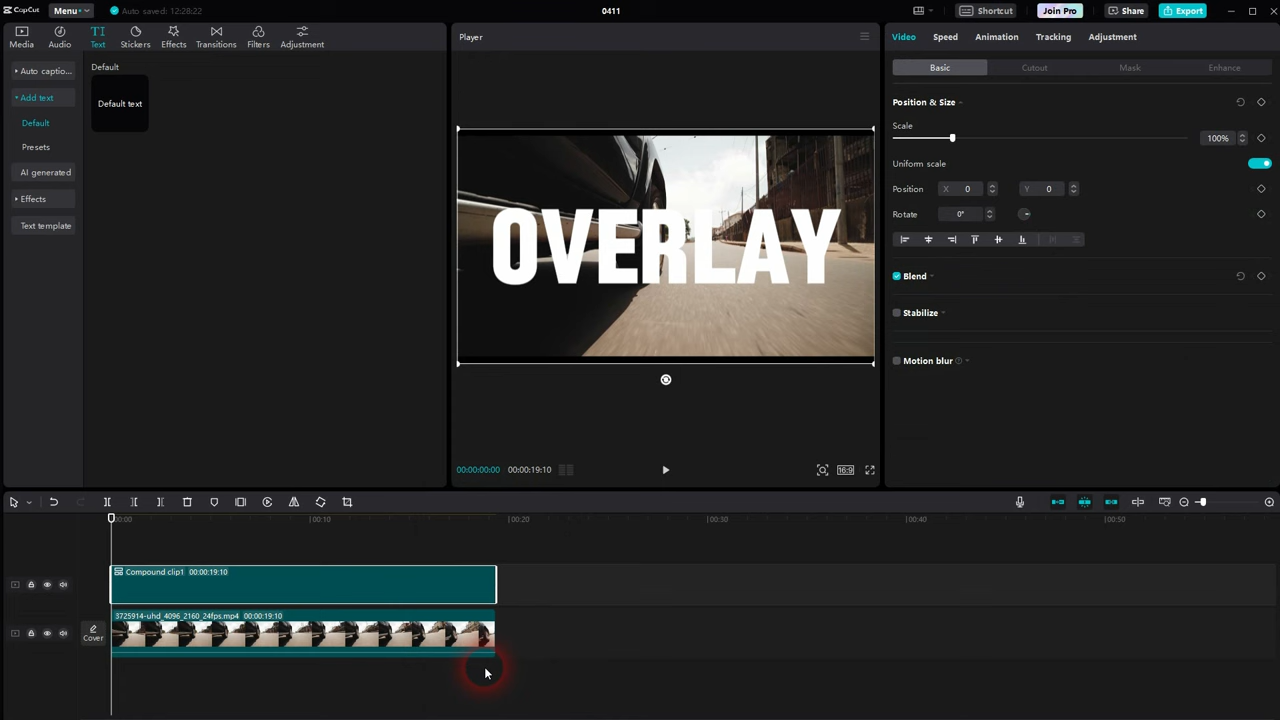 CapCut
Menu
Auto saved: 12:28:22
0411
Shortcut
Join Pro
Share
Export
Media
Audio
Text
Stickers
Effects
Transitions
Filters
Adjustment
Auto captio...
Add text
Default
Presets
AI generated
Effects
Text template
Default
Default text
Player
OVERLAY
00:00:00:00
00:00:19:10
16:9
Video
Speed
Animation
Tracking
Adjustment
Basic
Cutout
Mask
Enhance
Position & Size
Scale
100%
Uniform scale
Position
X 0
Y 0
Rotate
0°
Blend
Stabilize
Motion blur
00:00
00:10
00:20
00:30
00:40
00:50
Compound clip1 00:00:19:10
3725914-uhd_4096_2160_24fps.mp4 00:00:19:10
Cover